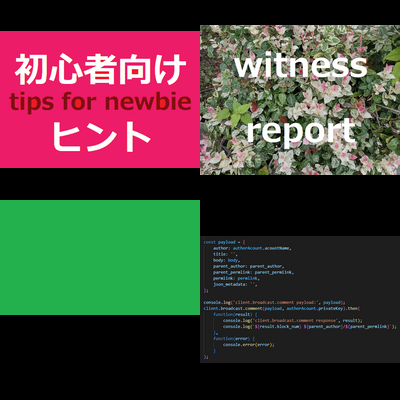 初心者向け
tips for newbie
ヒント
witness
report
const payload = {
author: authorAccount.acountName,
title: '',
body: body,
parent_author: parent_author,
parent_permlink: parent_permlink,
permlink: permlink,
json_metadata: '',
};
console.log('client.broadcast.comment payload:', payload);
client.broadcast.comment(payload, authorAcount.privateKey).then(
function(result) {
console.log('client.broadcast.comment response', result);
console.log(`${result.block_num} ${parent_author}/${parent_permlink}`);
},
function(error) {
console.error(error);
}
);